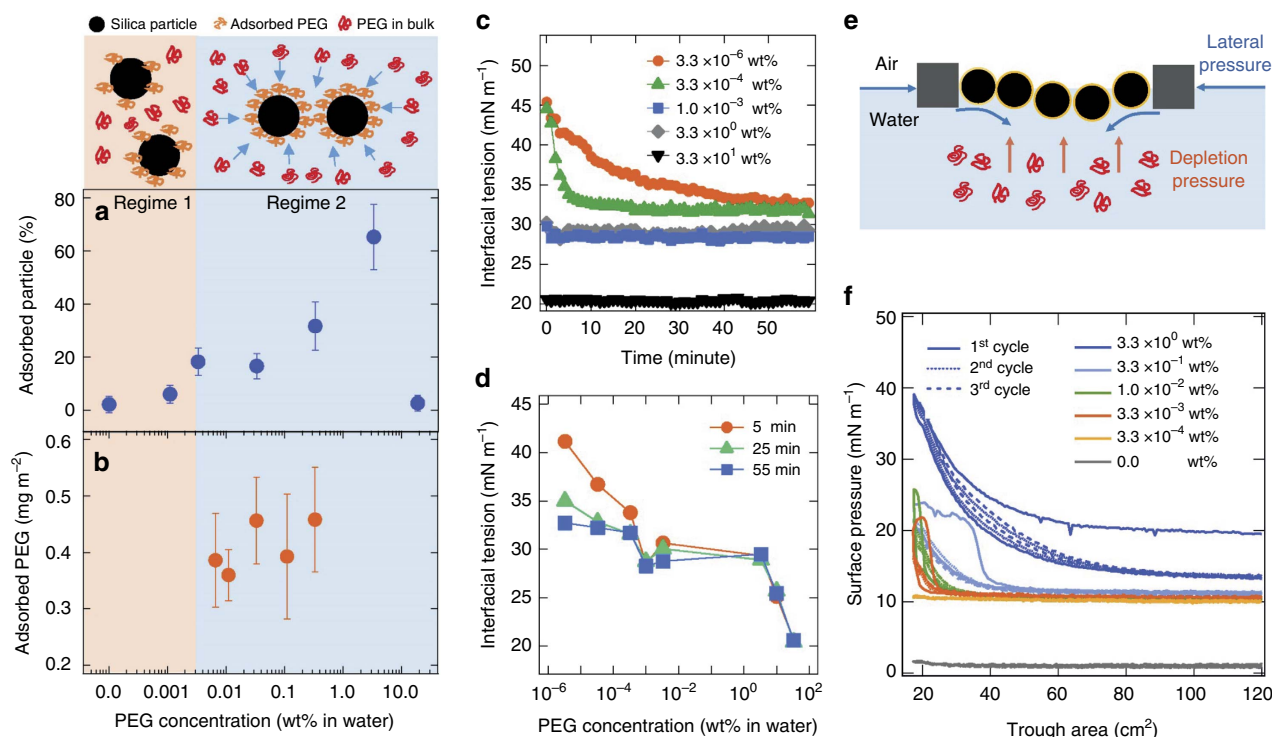 Silica particle Adsorbed PEG PEG in bulk
a
Regime 1 Regime 2
Adsorbed particle (%)
80
60
40
20
0
b
Adsorbed PEG (mg m⁻²)
0.6
0.5
0.4
0.3
0.2
0.0 0.001 0.01 0.1 1.0 10.0
PEG concentration (wt% in water)
c
Interfacial tension (mN m⁻¹)
50
45
40
35
30
25
20
3.3 ×10⁻⁶ wt%
3.3 ×10⁻⁴ wt%
1.0 ×10⁻³ wt%
3.3 ×10⁰ wt%
3.3 ×10¹ wt%
0 10 20 30 40 50
Time (minute)
d
Interfacial tension (mN m⁻¹)
45
40
35
30
25
20
5 min
25 min
55 min
10⁻⁶ 10⁻⁴ 10⁻² 10⁰ 10²
PEG concentration (wt% in water)
e
Air
Water
Lateral
pressure
Depletion
pressure
f
Surface pressure (mN m⁻¹)
50
40
30
20
10
0
1st cycle
2nd cycle
3rd cycle
3.3 ×10⁰ wt%
3.3 ×10⁻¹ wt%
1.0 ×10⁻² wt%
3.3 ×10⁻³ wt%
3.3 ×10⁻⁴ wt%
0.0 wt%
20 40 60 80 100 120
Trough area (cm²)